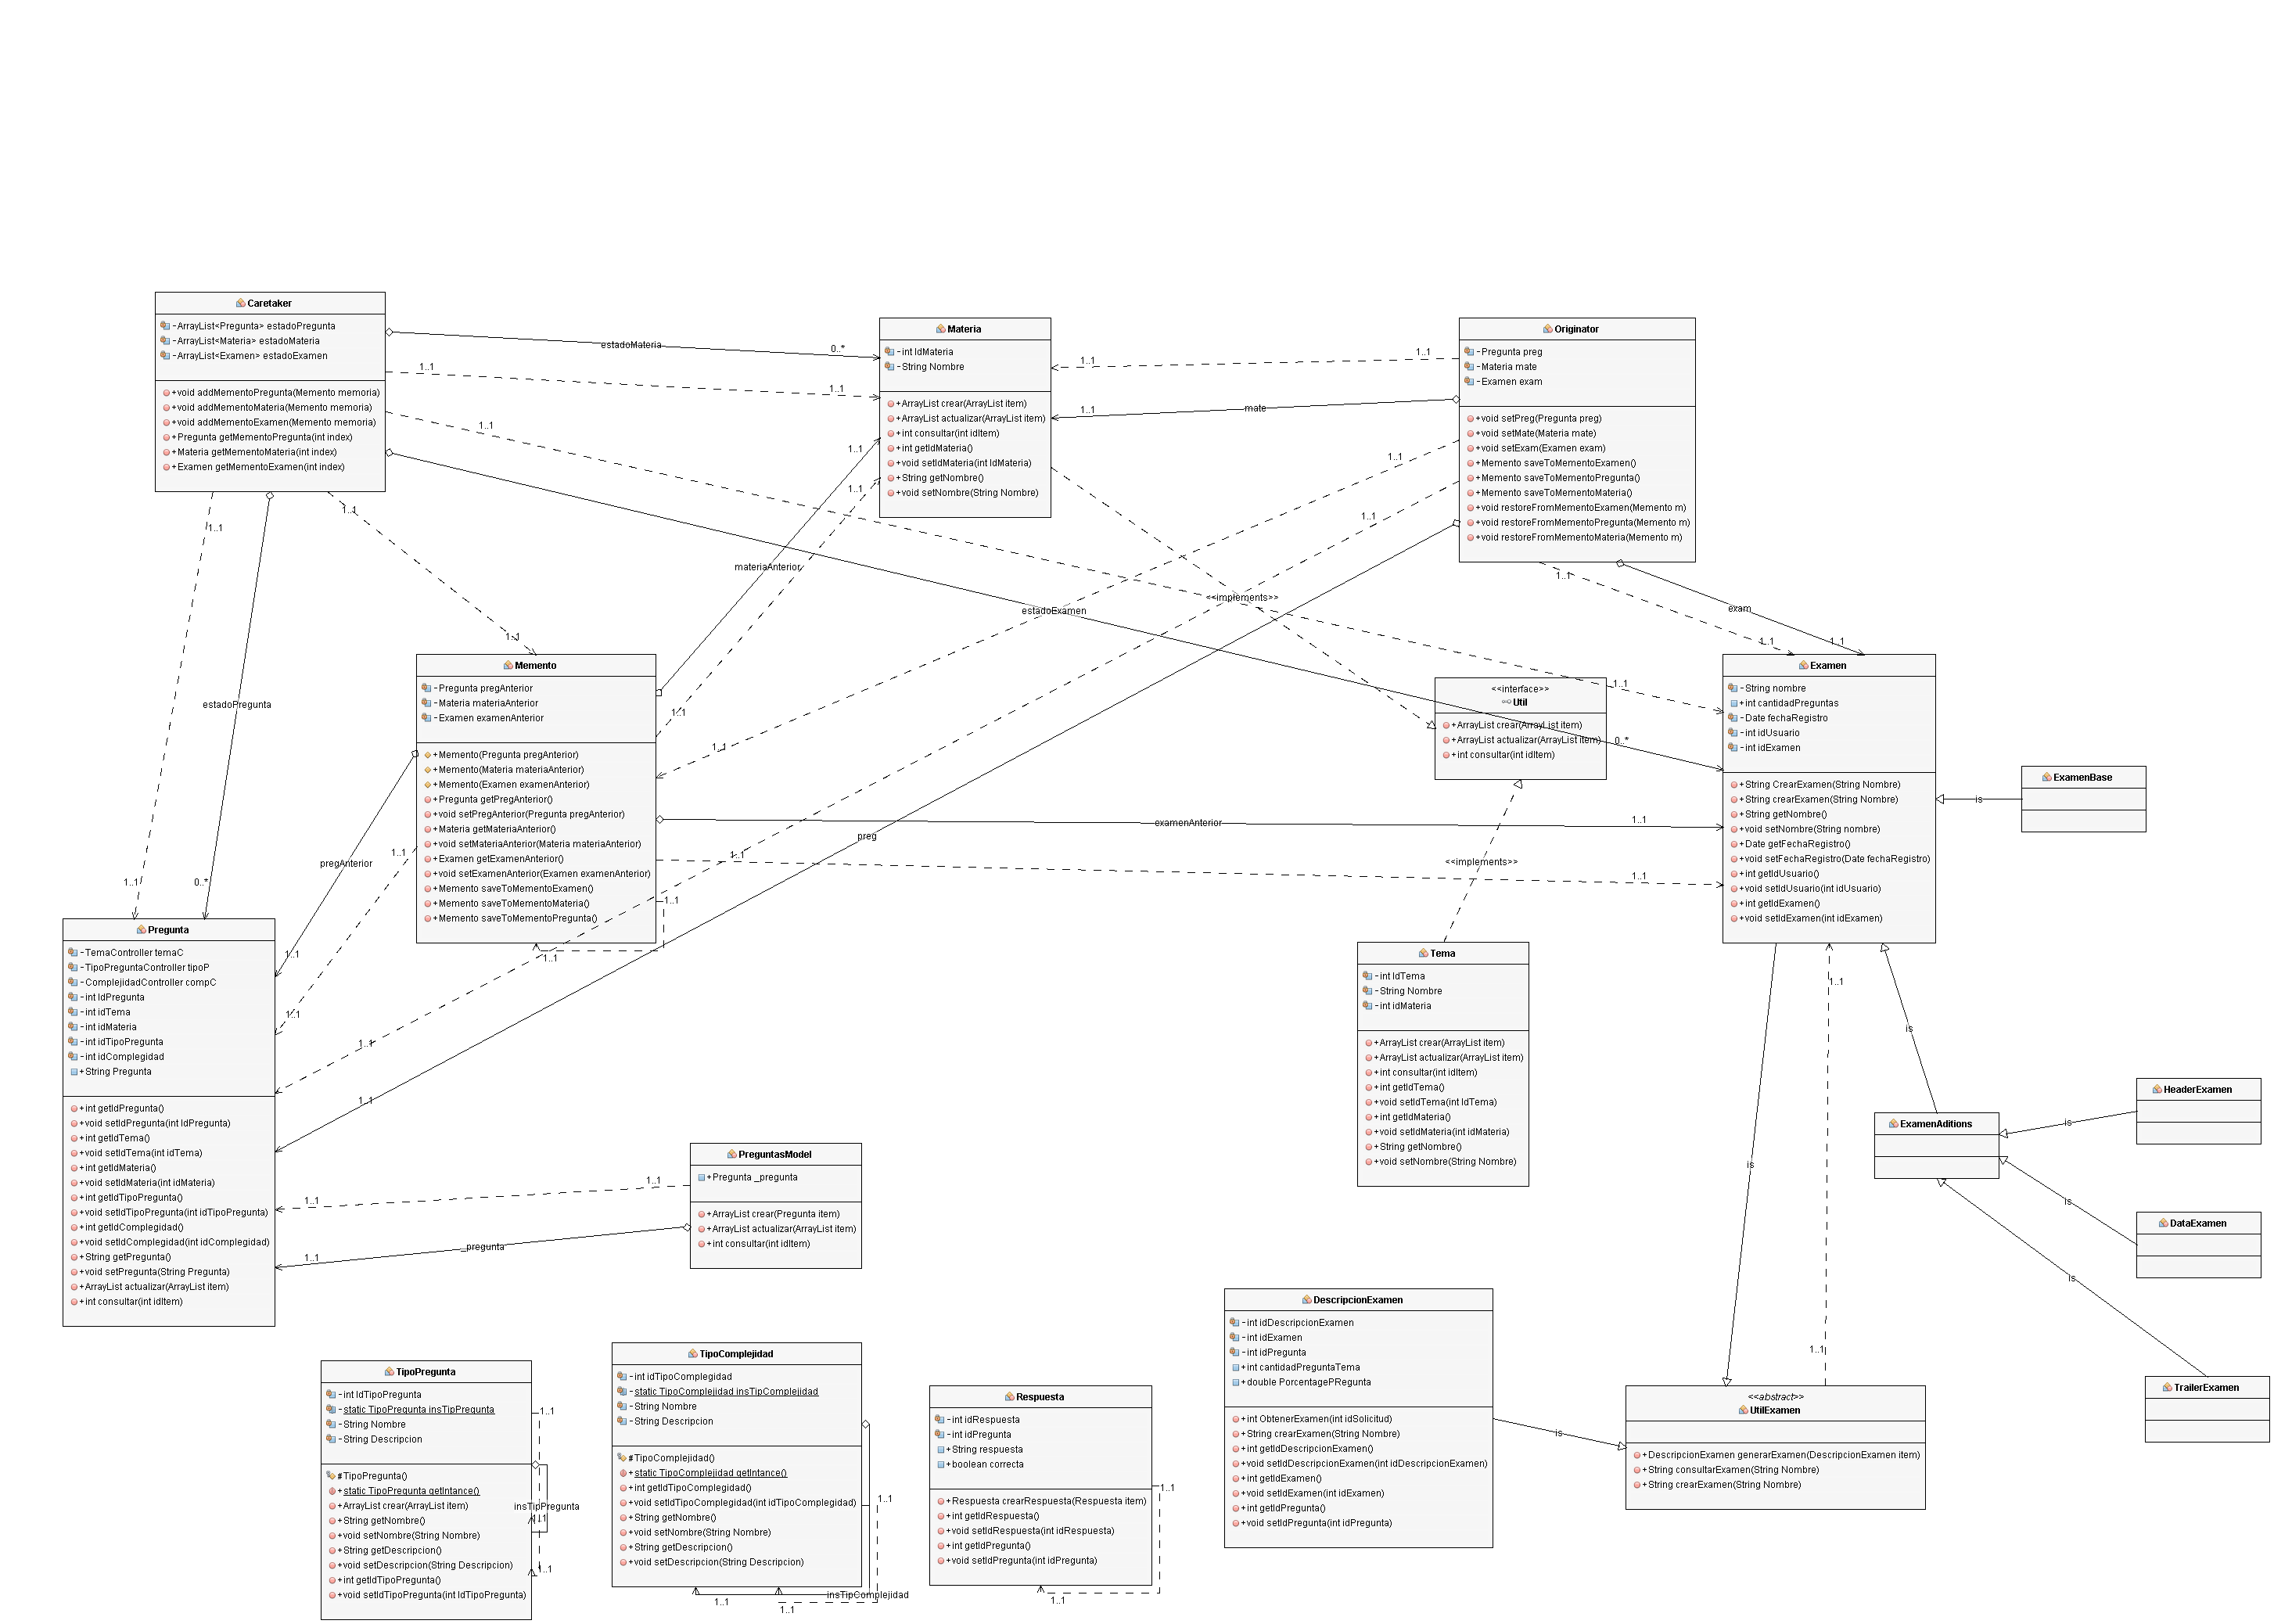 Caretaker
-ArrayList<Pregunta> estadoPregunta
-ArrayList<Materia> estadoMateria
-ArrayList<Examen> estadoExamen
+void addMementoPregunta(Memento memoria)
+void addMementoMateria(Memento memoria)
+void addMementoExamen(Memento memoria)
+Pregunta getMementoPregunta(int index)
+Materia getMementoMateria(int index)
+Examen getMementoExamen(int index)
estadoMateria
0..*
1..1
1..1
1..1
Materia
-int IdMateria
-String Nombre
+ArrayList crear(ArrayList item)
+ArrayList actualizar(ArrayList item)
+int consultar(int idItem)
+int getIdMateria()
+void setIdMateria(int IdMateria)
+String getNombre()
+void setNombre(String Nombre)
1..1
1..1
1..1
mate
Originator
-Pregunta preg
-Materia mate
-Examen exam
+void setPreg(Pregunta preg)
+void setMate(Materia mate)
+void setExam(Examen exam)
+Memento saveToMementoExamen()
+Memento saveToMementoPregunta()
+Memento saveToMementoMateria()
+void restoreFromMementoExamen(Memento m)
+void restoreFromMementoPregunta(Memento m)
+void restoreFromMementoMateria(Memento m)
1..1
1..1
1..1
1..1
1..1
1..1
1..1
materiaAnterior
<<implements>>
estadoExamen
exam
1..1
1..1
1..1
1..1
estadoPregunta
Memento
-Pregunta pregAnterior
-Materia materiaAnterior
-Examen examenAnterior
+Memento(Pregunta pregAnterior)
+Memento(Materia materiaAnterior)
+Memento(Examen examenAnterior)
+Pregunta getPregAnterior()
+void setPregAnterior(Pregunta pregAnterior)
+Materia getMateriaAnterior()
+void setMateriaAnterior(Materia materiaAnterior)
+Examen getExamenAnterior()
+void setExamenAnterior(Examen examenAnterior)
+Memento saveToMementoExamen()
+Memento saveToMementoMateria()
+Memento saveToMementoPregunta()
1..1
1..1
<<interface>>
Util
+ArrayList crear(ArrayList item)
+ArrayList actualizar(ArrayList item)
+int consultar(int idItem)
1..1
0..*
Examen
-String nombre
+int cantidadPreguntas
-Date fechaRegistro
-int idUsuario
-int idExamen
+String CrearExamen(String Nombre)
+String crearExamen(String Nombre)
+String getNombre()
+void setNombre(String nombre)
+Date getFechaRegistro()
+void setFechaRegistro(Date fechaRegistro)
+int getIdUsuario()
+void setIdUsuario(int idUsuario)
+int getIdExamen()
+void setIdExamen(int idExamen)
is
ExamenBase
examenAnterior
1..1
preg
1..1
<<implements>>
1..1
pregAnterior
1..1
1..1
0..*
1..1
1..1
1..1
1..1
1..1
1..1
Pregunta
-TemaController temaC
-TipoPreguntaController tipoP
-ComplejidadController compC
-int IdPregunta
-int idTema
-int idMateria
-int idTipoPregunta
-int idComplegidad
+String Pregunta
+int getIdPregunta()
+void setIdPregunta(int IdPregunta)
+int getIdTema()
+void setIdTema(int idTema)
+int getIdMateria()
+void setIdMateria(int idMateria)
+int getIdTipoPregunta()
+void setIdTipoPregunta(int idTipoPregunta)
+int getIdComplegidad()
+void setIdComplegidad(int idComplegidad)
+String getPregunta()
+void setPregunta(String Pregunta)
+ArrayList actualizar(ArrayList item)
+int consultar(int idItem)
1..1
1..1
1..1
_pregunta
PreguntasModel
+Pregunta _pregunta
+ArrayList crear(Pregunta item)
+ArrayList actualizar(ArrayList item)
+int consultar(int idItem)
Tema
-int IdTema
-String Nombre
-int idMateria
+ArrayList crear(ArrayList item)
+ArrayList actualizar(ArrayList item)
+int consultar(int idItem)
+int getIdTema()
+void setIdTema(int IdTema)
+int getIdMateria()
+void setIdMateria(int idMateria)
+String getNombre()
+void setNombre(String Nombre)
1..1
is
is
ExamenAditions
is
HeaderExamen
is
DataExamen
is
TrailerExamen
1..1
TipoPregunta
-int IdTipoPregunta
-static TipoPregunta insTipPregunta
-String Nombre
-String Descripcion
#TipoPregunta()
+static TipoPregunta getIntance()
+ArrayList crear(ArrayList item)
+String getNombre()
+void setNombre(String Nombre)
+String getDescripcion()
+void setDescripcion(String Descripcion)
+int getIdTipoPregunta()
+void setIdTipoPregunta(int IdTipoPregunta)
1..1
insTipPregunta
1..1
1..1
TipoComplejidad
-int idTipoComplegidad
-static TipoComplejidad insTipComplejidad
-String Nombre
-String Descripcion
#TipoComplejidad()
+static TipoComplejidad getIntance()
+int getIdTipoComplegidad()
+void setIdTipoComplegidad(int idTipoComplegidad)
+String getNombre()
+void setNombre(String Nombre)
+String getDescripcion()
+void setDescripcion(String Descripcion)
1..1
insTipComplejidad
1..1
1..1
Respuesta
-int idRespuesta
-int idPregunta
+String respuesta
+boolean correcta
+Respuesta crearRespuesta(Respuesta item)
+int getIdRespuesta()
+void setIdRespuesta(int idRespuesta)
+int getIdPregunta()
+void setIdPregunta(int idPregunta)
1..1
1..1
DescripcionExamen
-int idDescripcionExamen
-int idExamen
-int idPregunta
+int cantidadPreguntaTema
+double PorcentagePRegunta
+int ObtenerExamen(int idSolicitud)
+String crearExamen(String Nombre)
+int getIdDescripcionExamen()
+void setIdDescripcionExamen(int idDescripcionExamen)
+int getIdExamen()
+void setIdExamen(int idExamen)
+int getIdPregunta()
+void setIdPregunta(int idPregunta)
is
<<abstract>>
UtilExamen
+DescripcionExamen generarExamen(DescripcionExamen item)
+String consultarExamen(String Nombre)
+String crearExamen(String Nombre)